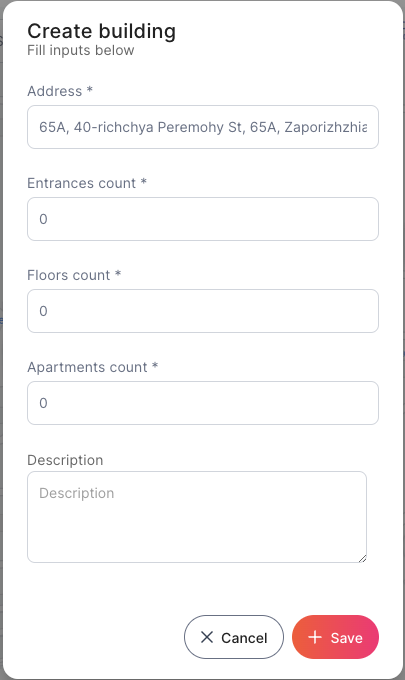 Create building
Fill inputs below
Address *
65A, 40-richchya Peremohy St, 65A, Zaporizhzhia
Entrances count *
0
Floors count *
0
Apartments count *
0
Description
Description
Cancel
Save